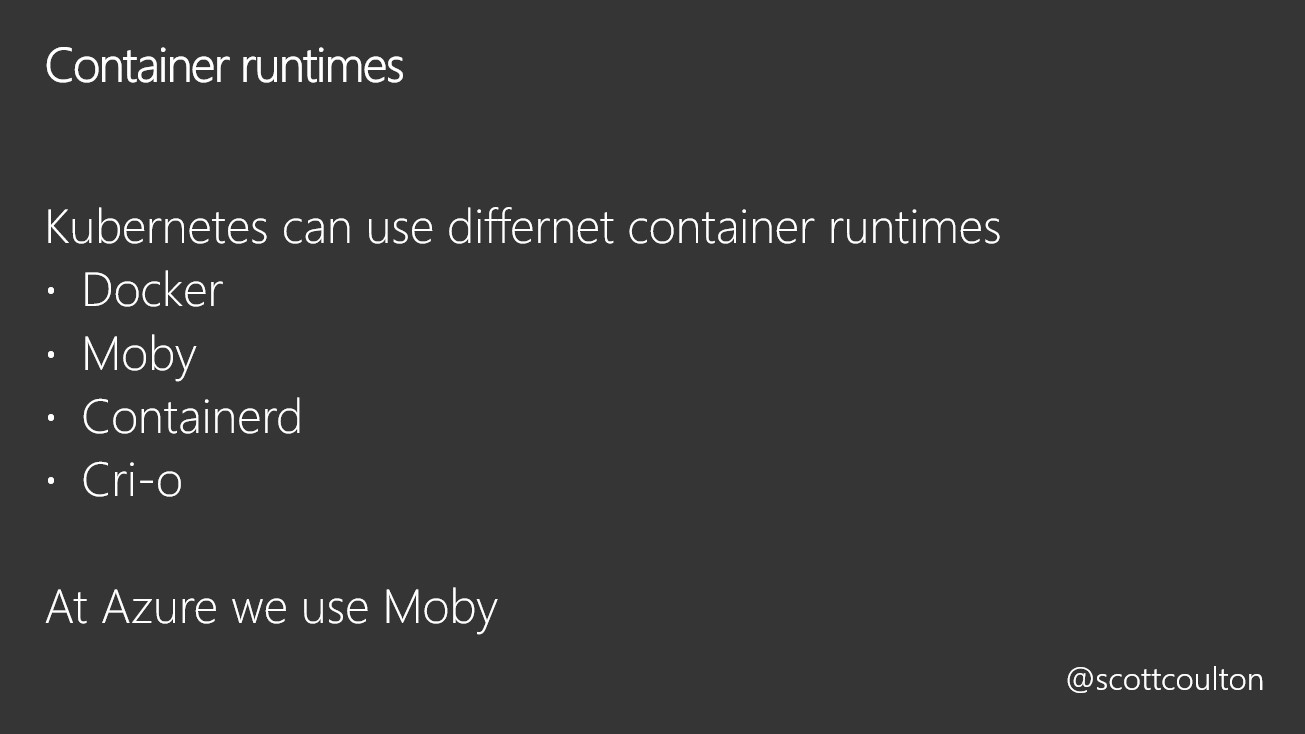 Container runtimes
Kubernetes can use differnet container runtimes
• Docker
• Moby
• Containerd
• Cri-o
At Azure we use Moby
@scottcoulton